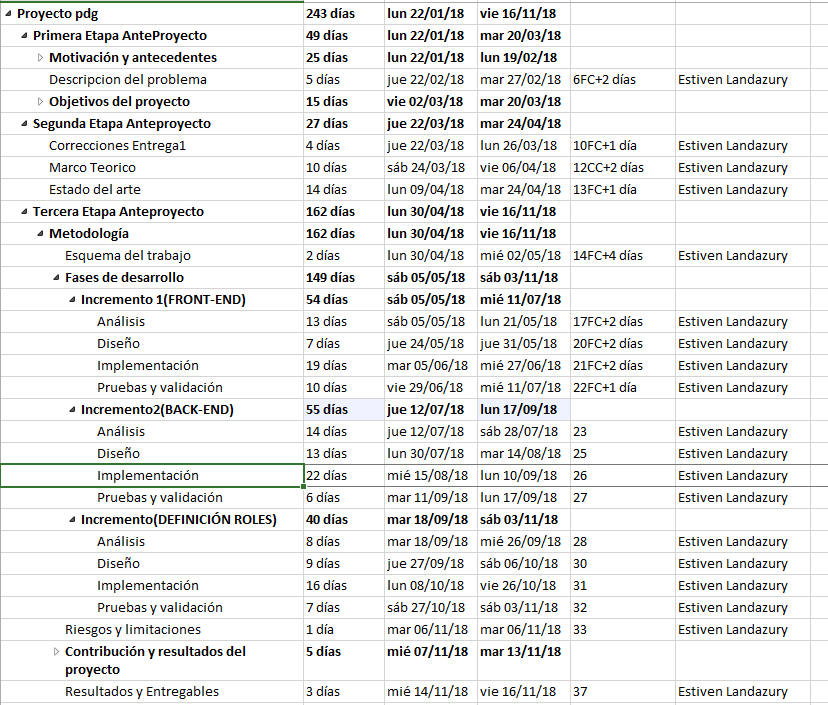 Proyecto pdg 243 días lun 22/01/18 vie 16/11/18
Primera Etapa AnteProyecto 49 días lun 22/01/18 mar 20/03/18
Motivación y antecedentes 25 días lun 22/01/18 lun 19/02/18
Descripcion del problema 5 días jue 22/02/18 mar 27/02/18 6FC+2 días Estiven Landazury
Objetivos del proyecto 15 días vie 02/03/18 mar 20/03/18
Segunda Etapa Anteproyecto 27 días jue 22/03/18 mar 24/04/18
Correcciones Entrega1 4 días jue 22/03/18 lun 26/03/18 10FC+1 día Estiven Landazury
Marco Teorico 10 días sáb 24/03/18 vie 06/04/18 12CC+2 días Estiven Landazury
Estado del arte 14 días lun 09/04/18 mar 24/04/18 13FC+1 día Estiven Landazury
Tercera Etapa Anteproyecto 162 días lun 30/04/18 vie 16/11/18
Metodología 162 días lun 30/04/18 vie 16/11/18
Esquema del trabajo 2 días lun 30/04/18 mié 02/05/18 14FC+4 días Estiven Landazury
Fases de desarrollo 149 días sáb 05/05/18 sáb 03/11/18
Incremento 1(FRONT-END) 54 días sáb 05/05/18 mié 11/07/18
Análisis 13 días sáb 05/05/18 lun 21/05/18 17FC+2 días Estiven Landazury
Diseño 7 días jue 24/05/18 jue 31/05/18 20FC+2 días Estiven Landazury
Implementación 19 días mar 05/06/18 mié 27/06/18 21FC+2 días Estiven Landazury
Pruebas y validación 10 días vie 29/06/18 mié 11/07/18 22FC+1 día Estiven Landazury
Incremento2(BACK-END) 55 días jue 12/07/18 lun 17/09/18
Análisis 14 días jue 12/07/18 sáb 28/07/18 23 Estiven Landazury
Diseño 13 días lun 30/07/18 mar 14/08/18 25 Estiven Landazury
Implementación 22 días mié 15/08/18 lun 10/09/18 26 Estiven Landazury
Pruebas y validación 6 días mar 11/09/18 lun 17/09/18 27 Estiven Landazury
Incremento(DEFINICIÓN ROLES) 40 días mar 18/09/18 sáb 03/11/18
Análisis 8 días mar 18/09/18 mié 26/09/18 28 Estiven Landazury
Diseño 9 días jue 27/09/18 sáb 06/10/18 30 Estiven Landazury
Implementación 16 días lun 08/10/18 vie 26/10/18 31 Estiven Landazury
Pruebas y validación 7 días sáb 27/10/18 sáb 03/11/18 32 Estiven Landazury
Riesgos y limitaciones 1 día mar 06/11/18 mar 06/11/18 33 Estiven Landazury
Contribución y resultados del 5 días mié 07/11/18 mar 13/11/18
proyecto
Resultados y Entregables 3 días mié 14/11/18 vie 16/11/18 37 Estiven Landazury